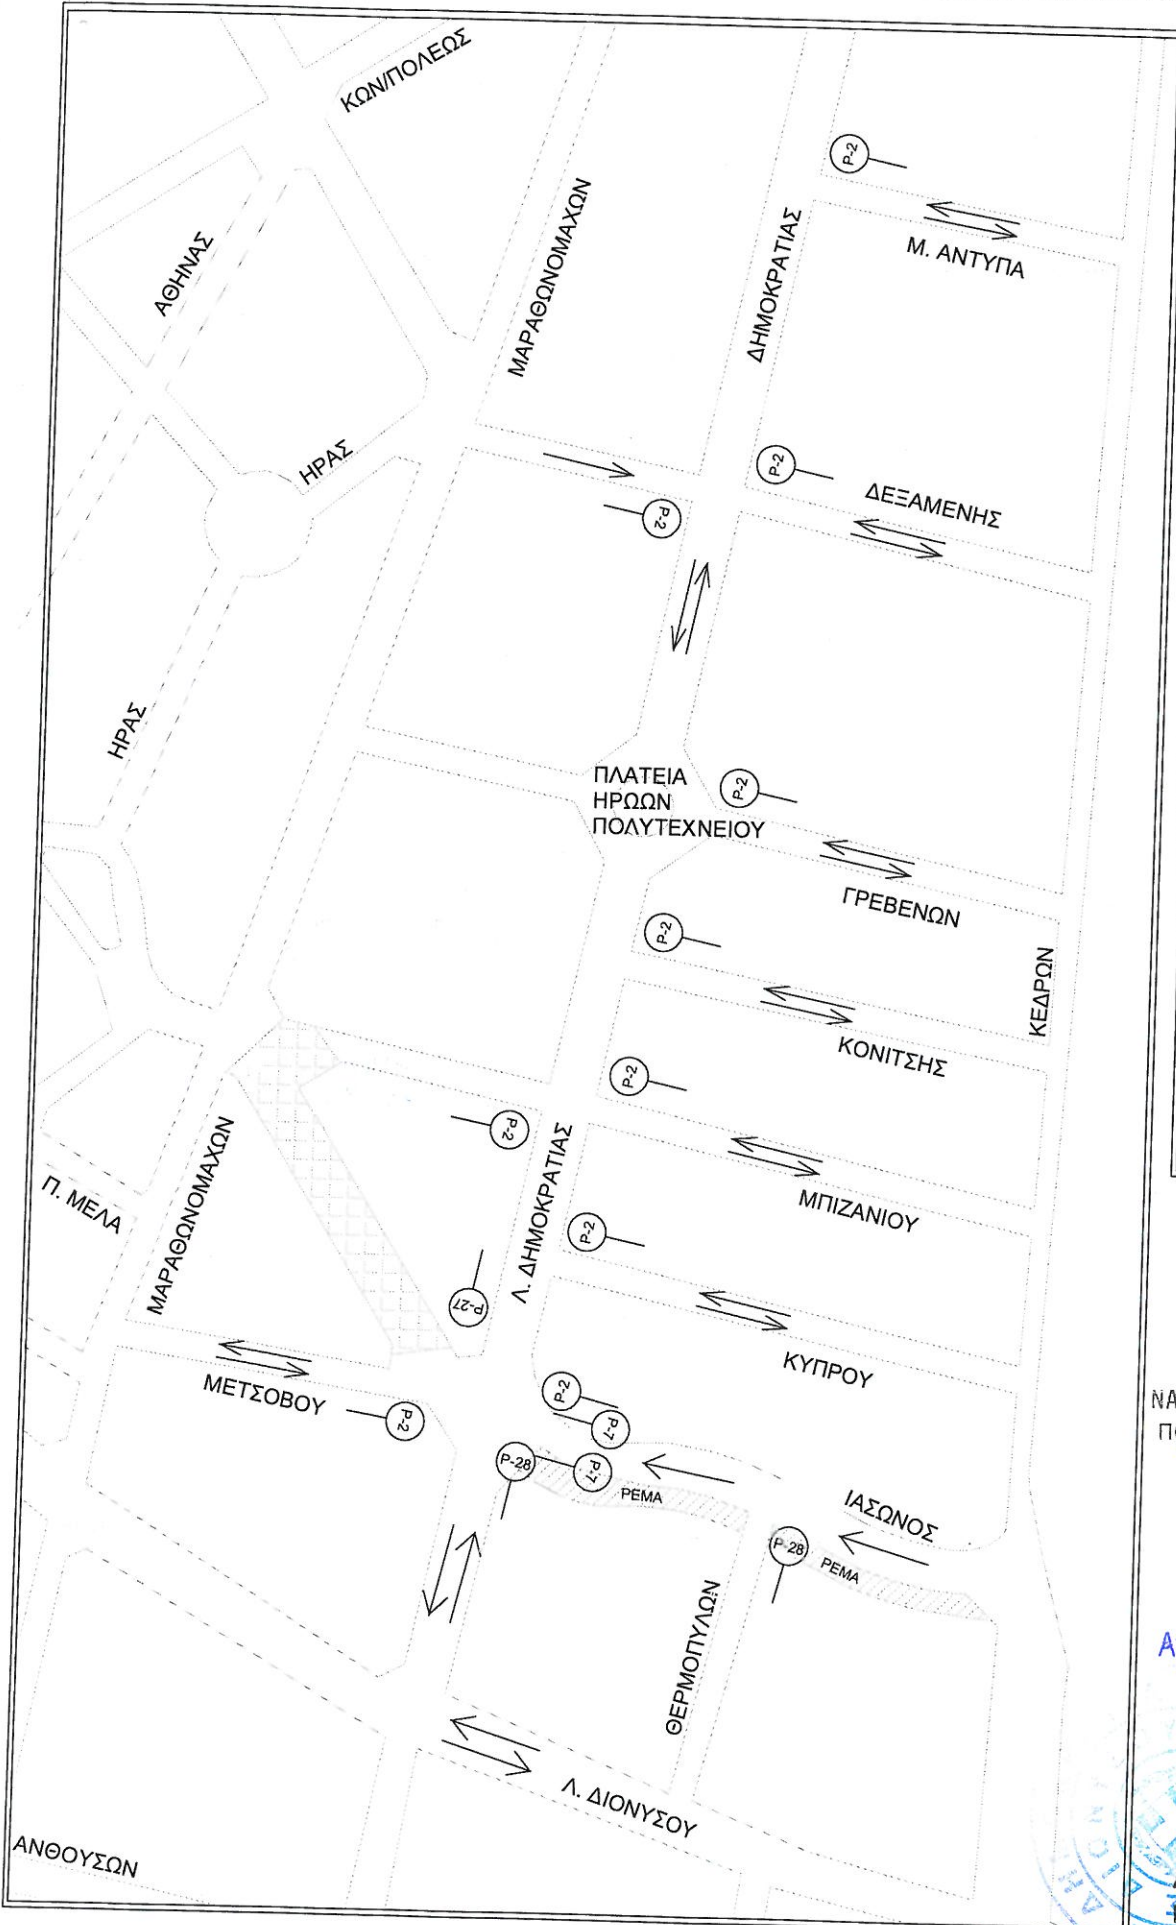 ΚΩΝ/ΠΟΛΕΩΣ
P-2
ΑΘΗΝΑΣ
ΜΑΡΑΘΩΝΟΜΑΧΩΝ
ΔΗΜΟΚΡΑΤΙΑΣ
Μ. ΑΝΤΥΠΑ
ΗΡΑΣ
P-2
P-2
ΔΕΞΑΜΕΝΗΣ
ΗΡΑΣ
ΠΛΑΤΕΙΑ
ΗΡΩΩΝ
ΠΟΛΥΤΕΧΝΕΙΟΥ
P-2
ΓΡΕΒΕΝΩΝ
P-2
ΚΕΔΡΩΝ
ΚΟΝΙΤΣΗΣ
P-2
P-2
Π. ΜΕΛΑ
ΜΑΡΑΘΩΝΟΜΑΧΩΝ
Λ. ΔΗΜΟΚΡΑΤΙΑΣ
ΜΠΙΖΑΝΙΟΥ
P-2
P-27
ΚΥΠΡΟΥ
ΜΕΤΣΟΒΟΥ
P-2
P-2
P-7
P-28
P-7
ΡΕΜΑ
ΙΑΣΩΝΟΣ
P-28
ΡΕΜΑ
ΘΕΡΜΟΠΥΛΩΝ
Λ. ΔΙΟΝΥΣΟΥ
ΑΝΘΟΥΣΩΝ
ΝΑ
Α